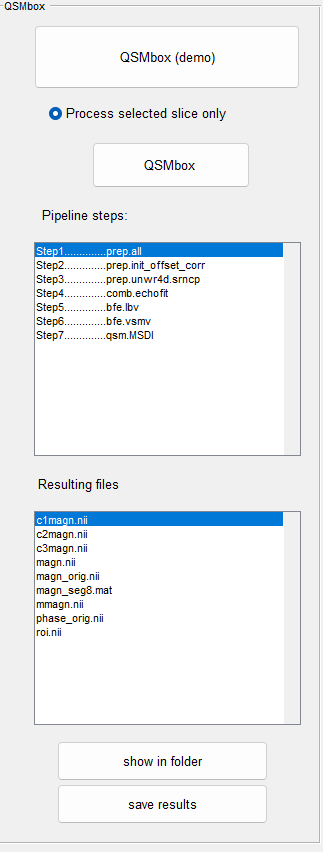 QSMbox
QSMbox (demo)
Process selected slice only
QSMbox
Pipeline steps:
Step1.............prep.all
Step2.............prep.init_offset_corr
Step3.............prep.unwr4d.srncp
Step4.............comb.echofit
Step5.............bfe.lbv
Step6.............bfe.vsmv
Step7.............qsm.MSDI
Resulting files
c1magn.nii
c2magn.nii
c3magn.nii
magn.nii
magn_orig.nii
magn_seg8.mat
mmagn.nii
phase_orig.nii
roi.nii
show in folder
save results